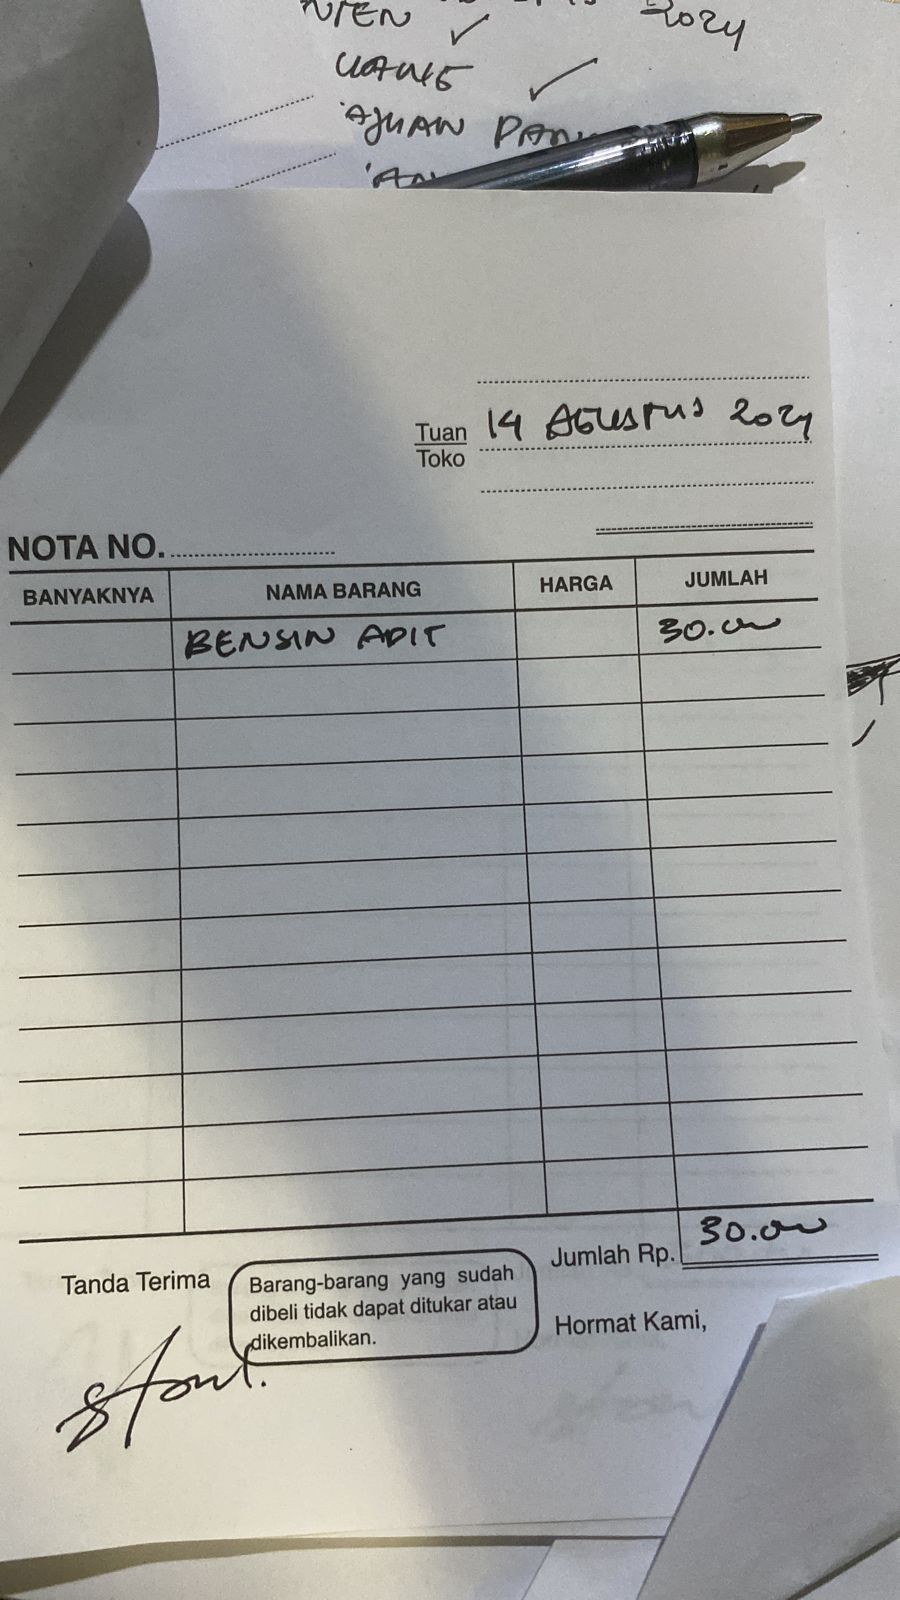 2024
Tuan 14 AGUSTUS 2024
Toko
NOTA NO.
BANYAKNYA NAMA BARANG HARGA JUMLAH
BENSIN ADIT 30.000
Jumlah Rp. 30.000
Tanda Terima
Barang-barang yang sudah
dibeli tidak dapat ditukar atau
dikembalikan.
Hormat Kami,